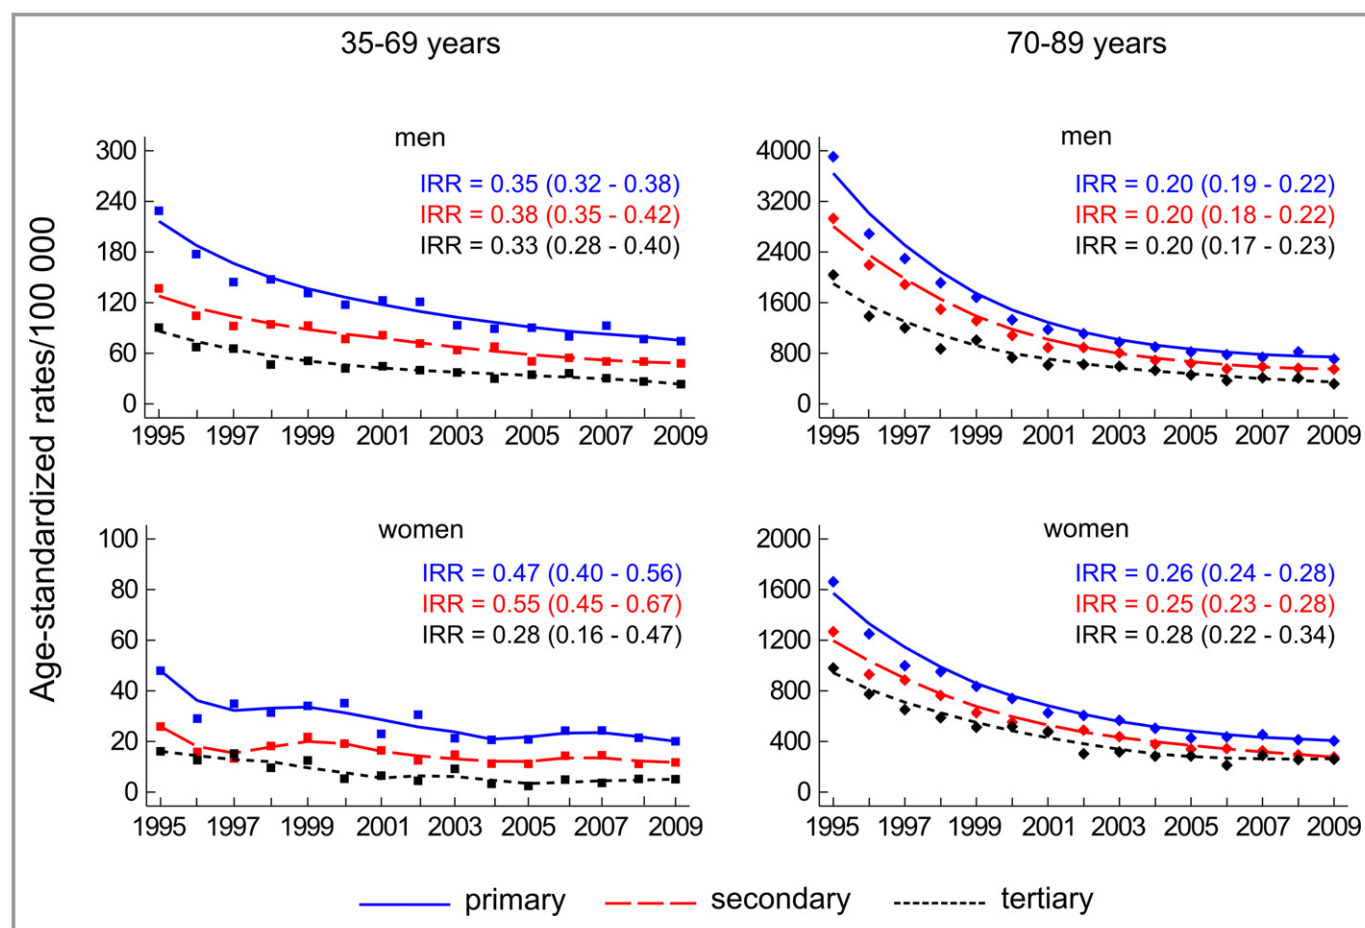 35-69 years
70-89 years
Age-standardized rates/100 000
men
300
240
180
120
60
0
IRR = 0.35 (0.32 - 0.38)
IRR = 0.38 (0.35 - 0.42)
IRR = 0.33 (0.28 - 0.40)
1995 1997 1999 2001 2003 2005 2007 2009
men
4000
3200
2400
1600
800
0
IRR = 0.20 (0.19 - 0.22)
IRR = 0.20 (0.18 - 0.22)
IRR = 0.20 (0.17 - 0.23)
1995 1997 1999 2001 2003 2005 2007 2009
women
100
80
60
40
20
0
IRR = 0.47 (0.40 - 0.56)
IRR = 0.55 (0.45 - 0.67)
IRR = 0.28 (0.16 - 0.47)
1995 1997 1999 2001 2003 2005 2007 2009
women
2000
1600
1200
800
400
0
IRR = 0.26 (0.24 - 0.28)
IRR = 0.25 (0.23 - 0.28)
IRR = 0.28 (0.22 - 0.34)
1995 1997 1999 2001 2003 2005 2007 2009
primary secondary tertiary